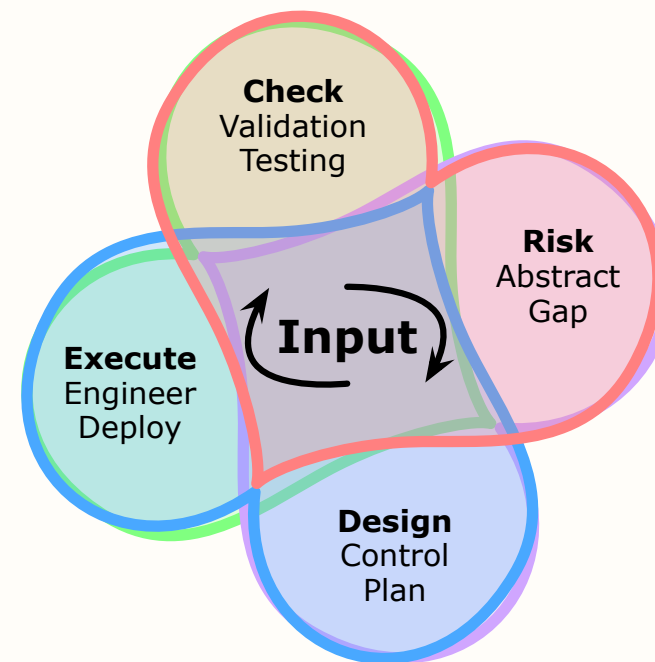 Check
Validation
Testing
Risk
Abstract
Gap
Input
Execute
Engineer
Deploy
Design
Control
Plan